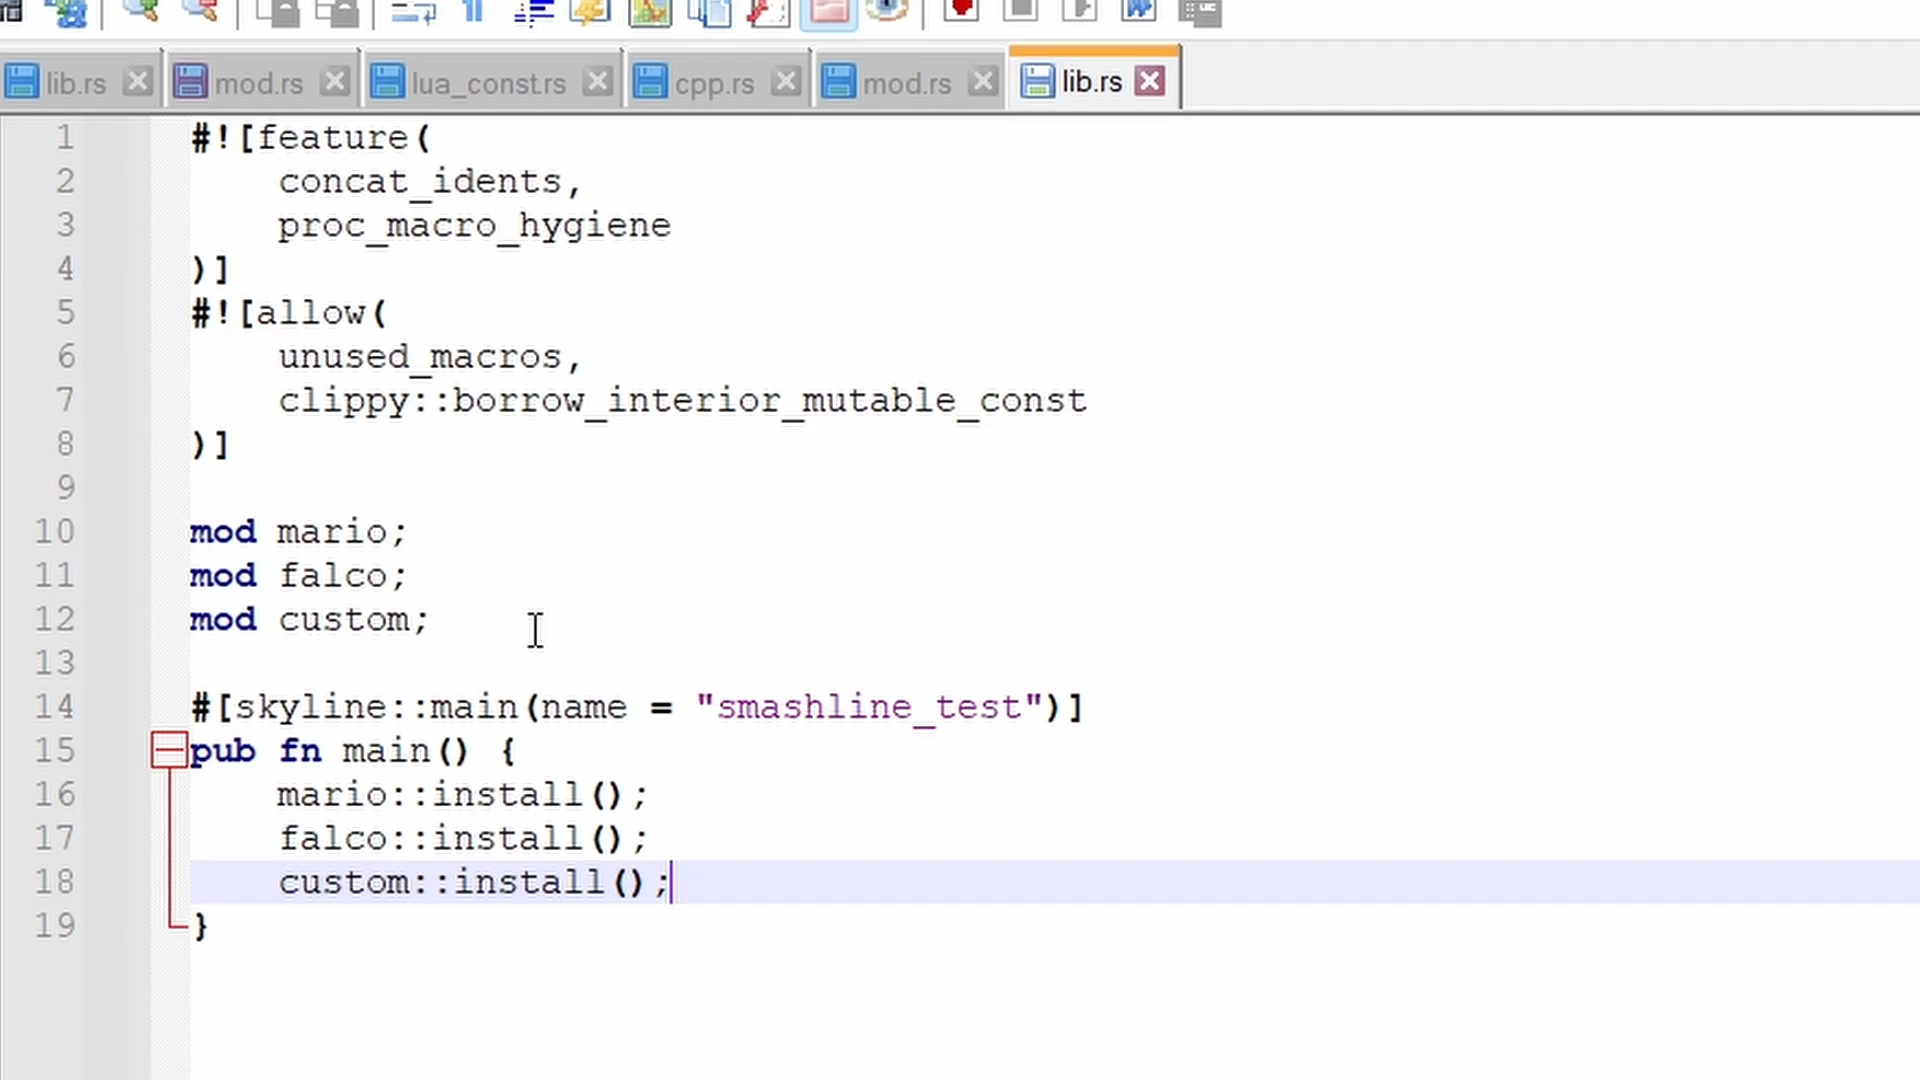 lib.rs mod.rs lua_const.rs cpp.rs mod.rs lib.rs
1 #![feature(
2     concat_idents,
3     proc_macro_hygiene
4 )]
5 #![allow(
6     unused_macros,
7     clippy::borrow_interior_mutable_const
8 )]
9
10 mod mario;
11 mod falco;
12 mod custom;
13
14 #[skyline::main(name = "smashline_test")]
15 pub fn main() {
16     mario::install();
17     falco::install();
18     custom::install();
19 }